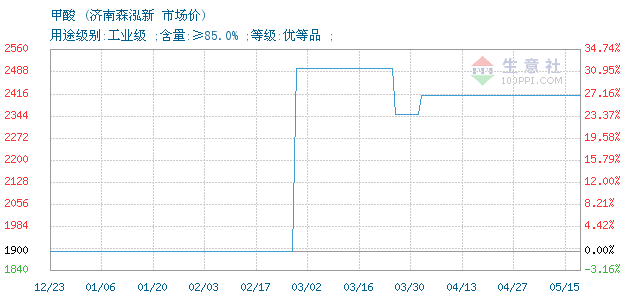 甲酸 (济南森泓新 市场价)
用途级别:工业级 ;含量:≥85.0% ;等级:优等品 ;
2560 34.74%
2488 30.95%
2416 27.16%
2344 23.37%
2272 19.58%
2200 15.79%
2128 12.00%
2056 8.21%
1984 4.42%
1900 0.00%
1840 -3.16%
生意社
100PPI.COM
12/23 01/06 01/20 02/03 02/17 03/02 03/16 03/30 04/13 04/27 05/15